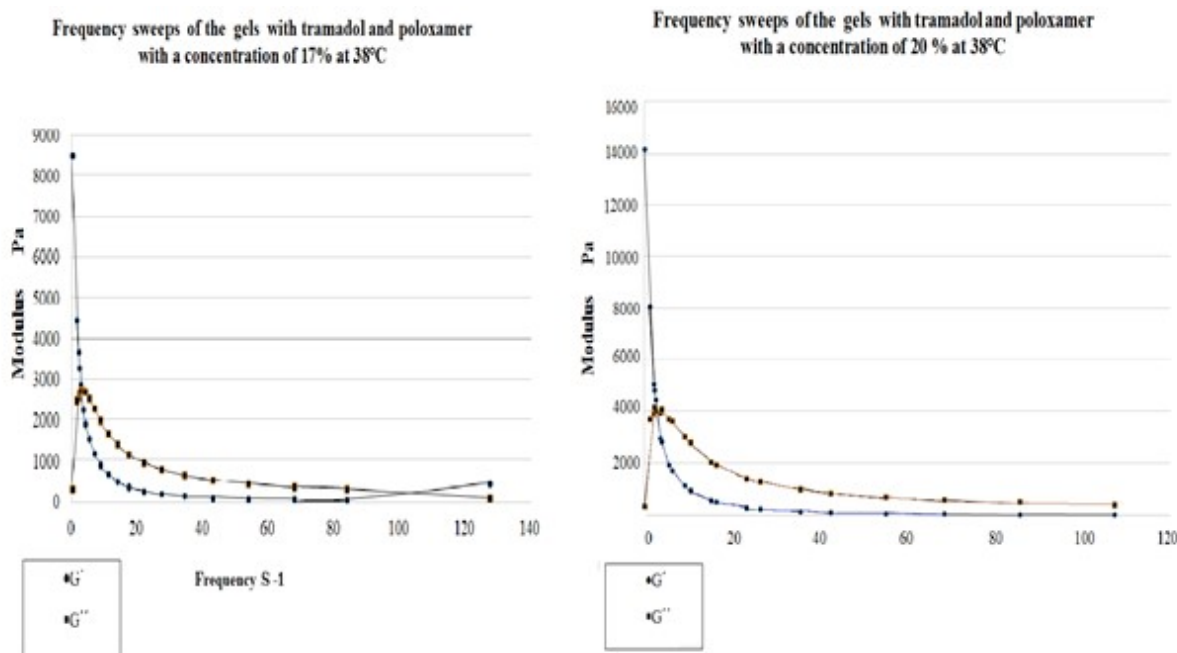 Frequency sweeps of the gels with tramadol and poloxamer
with a concentration of 17% at 38°C
9000
8000
7000
6000
5000
4000
3000
2000
1000
0
Modulus Pa
0 20 40 60 80 100 120 140
Frequency S -1
G´
G´´
Frequency sweeps of the gels with tramadol and poloxamer
with a concentration of 20 % at 38°C
16000
14000
12000
10000
8000
6000
4000
2000
Modulus Pa
0 20 40 60 80 100 120
G´
G´´